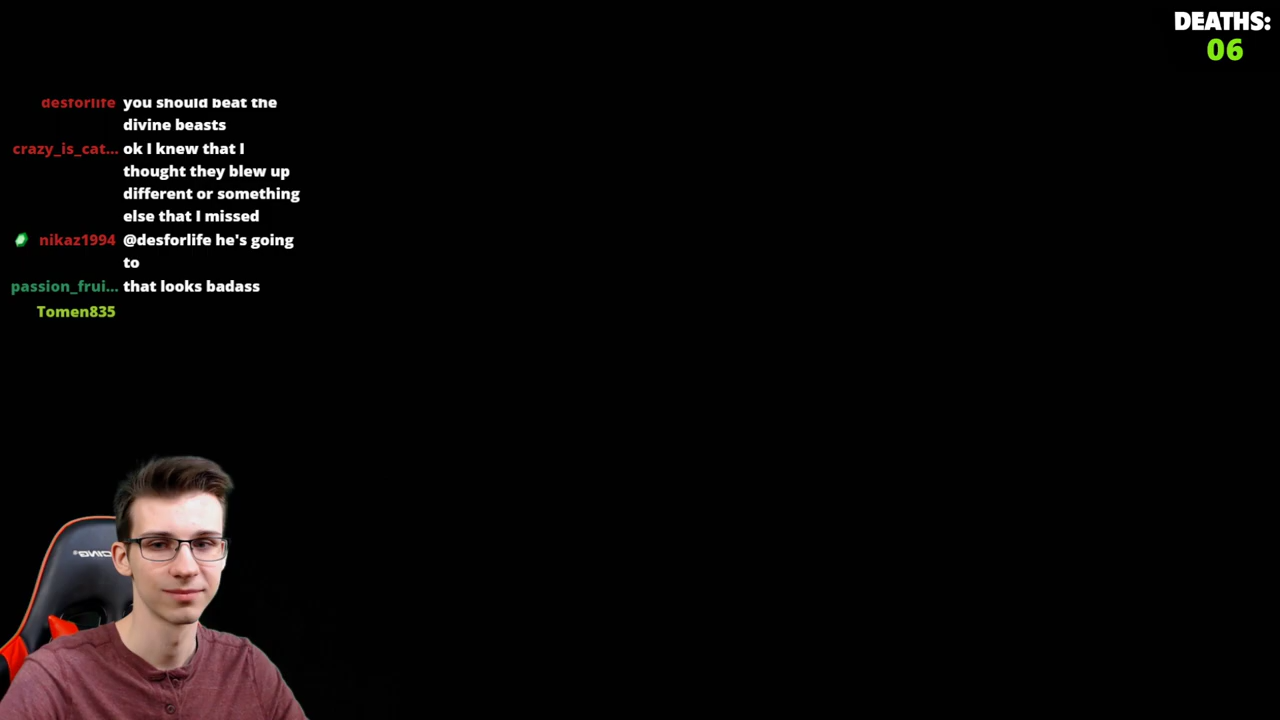 DEATHS:
06
desforlife you should beat the
divine beasts
crazy_is_cat... ok I knew that I
thought they blew up
different or something
else that I missed
nikaz1994 @desforlife he's going
to
passion_frui... that looks badass
Tomen835